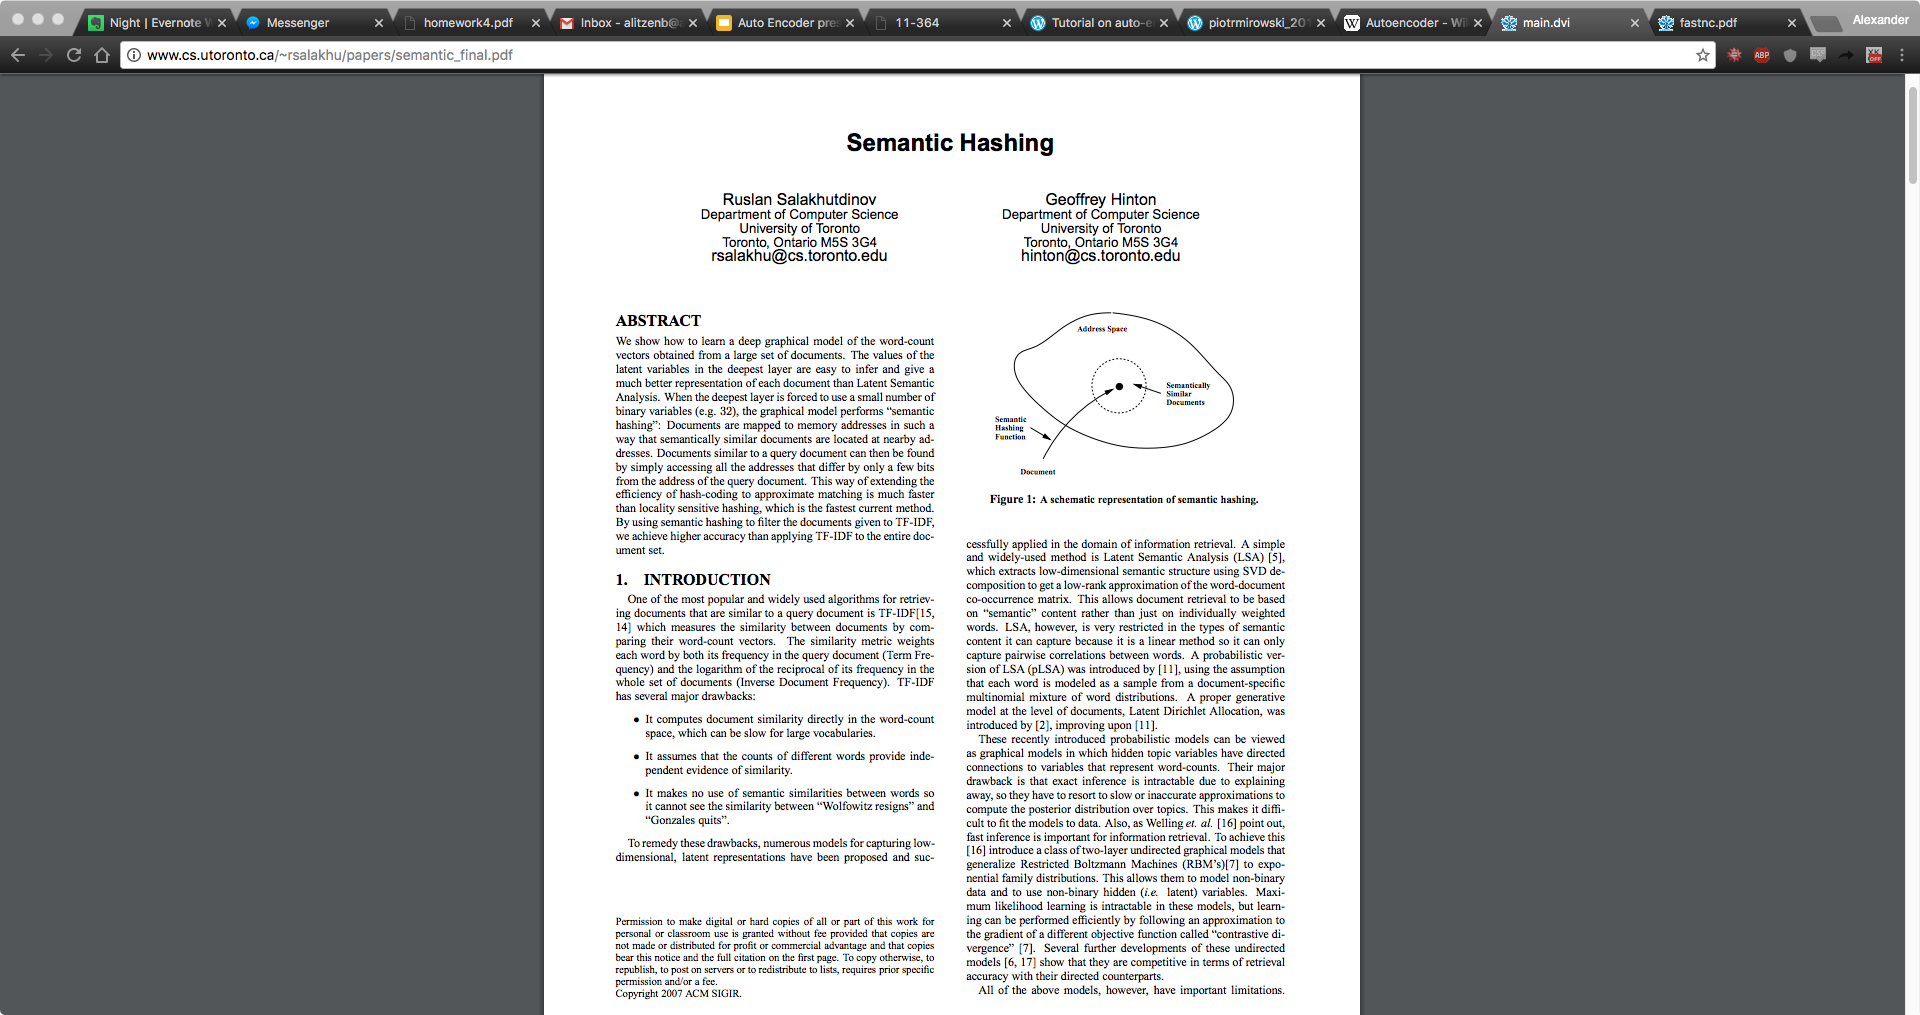 Night | Evernote W
Messenger
homework4.pdf
Inbox - alitzenb@
Auto Encoder pre
11-364
Tutorial on auto-e
piotrmirowski_201
Autoencoder - Wi
main.dvi
fastnc.pdf
Alexander
www.cs.utoronto.ca/~rsalakhu/papers/semantic_final.pdf
ABP
OFF
Semantic Hashing
Ruslan Salakhutdinov
Department of Computer Science
University of Toronto
Toronto, Ontario M5S 3G4
rsalakhu@cs.toronto.edu
Geoffrey Hinton
Department of Computer Science
University of Toronto
Toronto, Ontario M5S 3G4
hinton@cs.toronto.edu
ABSTRACT
We show how to learn a deep graphical model of the word-count
vectors obtained from a large set of documents. The values of the
latent variables in the deepest layer are easy to infer and give a
much better representation of each document than Latent Semantic
Analysis. When the deepest layer is forced to use a small number of
binary variables (e.g. 32), the graphical model performs “semantic
hashing”: Documents are mapped to memory addresses in such a
way that semantically similar documents are located at nearby ad-
dresses. Documents similar to a query document can then be found
by simply accessing all the addresses that differ by only a few bits
from the address of the query document. This way of extending the
efficiency of hash-coding to approximate matching is much faster
than locality sensitive hashing, which is the fastest current method.
By using semantic hashing to filter the documents given to TF-IDF,
we achieve higher accuracy than applying TF-IDF to the entire doc-
ument set.
1. INTRODUCTION
One of the most popular and widely used algorithms for retriev-
ing documents that are similar to a query document is TF-IDF[15,
14] which measures the similarity between documents by com-
paring their word-count vectors. The similarity metric weights
each word by both its frequency in the query document (Term Fre-
quency) and the logarithm of the reciprocal of its frequency in the
whole set of documents (Inverse Document Frequency). TF-IDF
has several major drawbacks:
• It computes document similarity directly in the word-count
space, which can be slow for large vocabularies.
• It assumes that the counts of different words provide inde-
pendent evidence of similarity.
• It makes no use of semantic similarities between words so
it cannot see the similarity between “Wolfowitz resigns” and
“Gonzales quits”.
To remedy these drawbacks, numerous models for capturing low-
dimensional, latent representations have been proposed and suc-
Permission to make digital or hard copies of all or part of this work for
personal or classroom use is granted without fee provided that copies are
not made or distributed for profit or commercial advantage and that copies
bear this notice and the full citation on the first page. To copy otherwise, to
republish, to post on servers or to redistribute to lists, requires prior specific
permission and/or a fee.
Copyright 2007 ACM SIGIR.
Address Space
Semantically
Similar
Documents
Semantic
Hashing
Function
Document
Figure 1: A schematic representation of semantic hashing.
cessfully applied in the domain of information retrieval. A simple
and widely-used method is Latent Semantic Analysis (LSA) [5],
which extracts low-dimensional semantic structure using SVD de-
composition to get a low-rank approximation of the word-document
co-occurrence matrix. This allows document retrieval to be based
on “semantic” content rather than just on individually weighted
words. LSA, however, is very restricted in the types of semantic
content it can capture because it is a linear method so it can only
capture pairwise correlations between words. A probabilistic ver-
sion of LSA (pLSA) was introduced by [11], using the assumption
that each word is modeled as a sample from a document-specific
multinomial mixture of word distributions. A proper generative
model at the level of documents, Latent Dirichlet Allocation, was
introduced by [2], improving upon [11].
These recently introduced probabilistic models can be viewed
as graphical models in which hidden topic variables have directed
connections to variables that represent word-counts. Their major
drawback is that exact inference is intractable due to explaining
away, so they have to resort to slow or inaccurate approximations to
compute the posterior distribution over topics. This makes it diffi-
cult to fit the models to data. Also, as Welling et. al. [16] point out,
fast inference is important for information retrieval. To achieve this
[16] introduce a class of two-layer undirected graphical models that
generalize Restricted Boltzmann Machines (RBM’s)[7] to expo-
nential family distributions. This allows them to model non-binary
data and to use non-binary hidden (i.e. latent) variables. Maxi-
mum likelihood learning is intractable in these models, but learn-
ing can be performed efficiently by following an approximation to
the gradient of a different objective function called “contrastive di-
vergence” [7]. Several further developments of these undirected
models [6, 17] show that they are competitive in terms of retrieval
accuracy with their directed counterparts.
All of the above models, however, have important limitations.